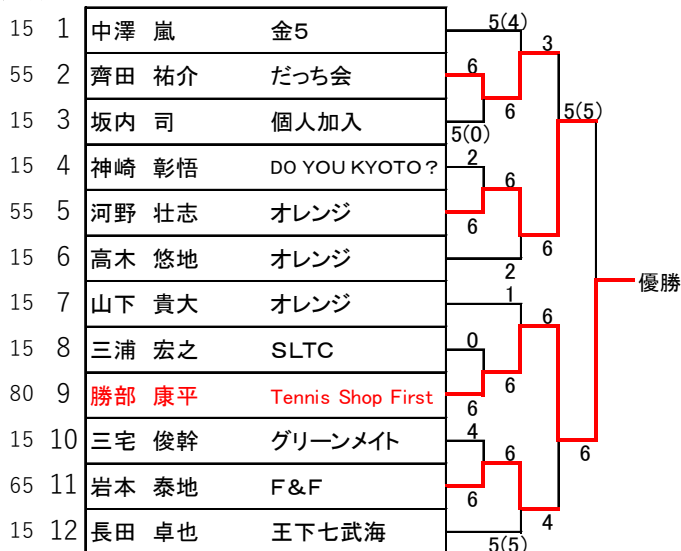 15 1 中澤 嵐 金5 5(4)
3
55 2 齊田 祐介 だっち会 6
6 5(5)
15 3 坂内 司 個人加入 5(0)
15 4 神崎 彰悟 DO YOU KYOTO? 2
6
55 5 河野 壮志 オレンジ 6
6
15 6 高木 悠地 オレンジ 2
優勝
15 7 山下 貴大 オレンジ 1
6
15 8 三浦 宏之 SLTC 0
6
80 9 勝部 康平 Tennis Shop First 6
15 10 三宅 俊幹 グリーンメイト 4
6 6
65 11 岩本 泰地 F&F 6
4
15 12 長田 卓也 王下七武海 5(5)